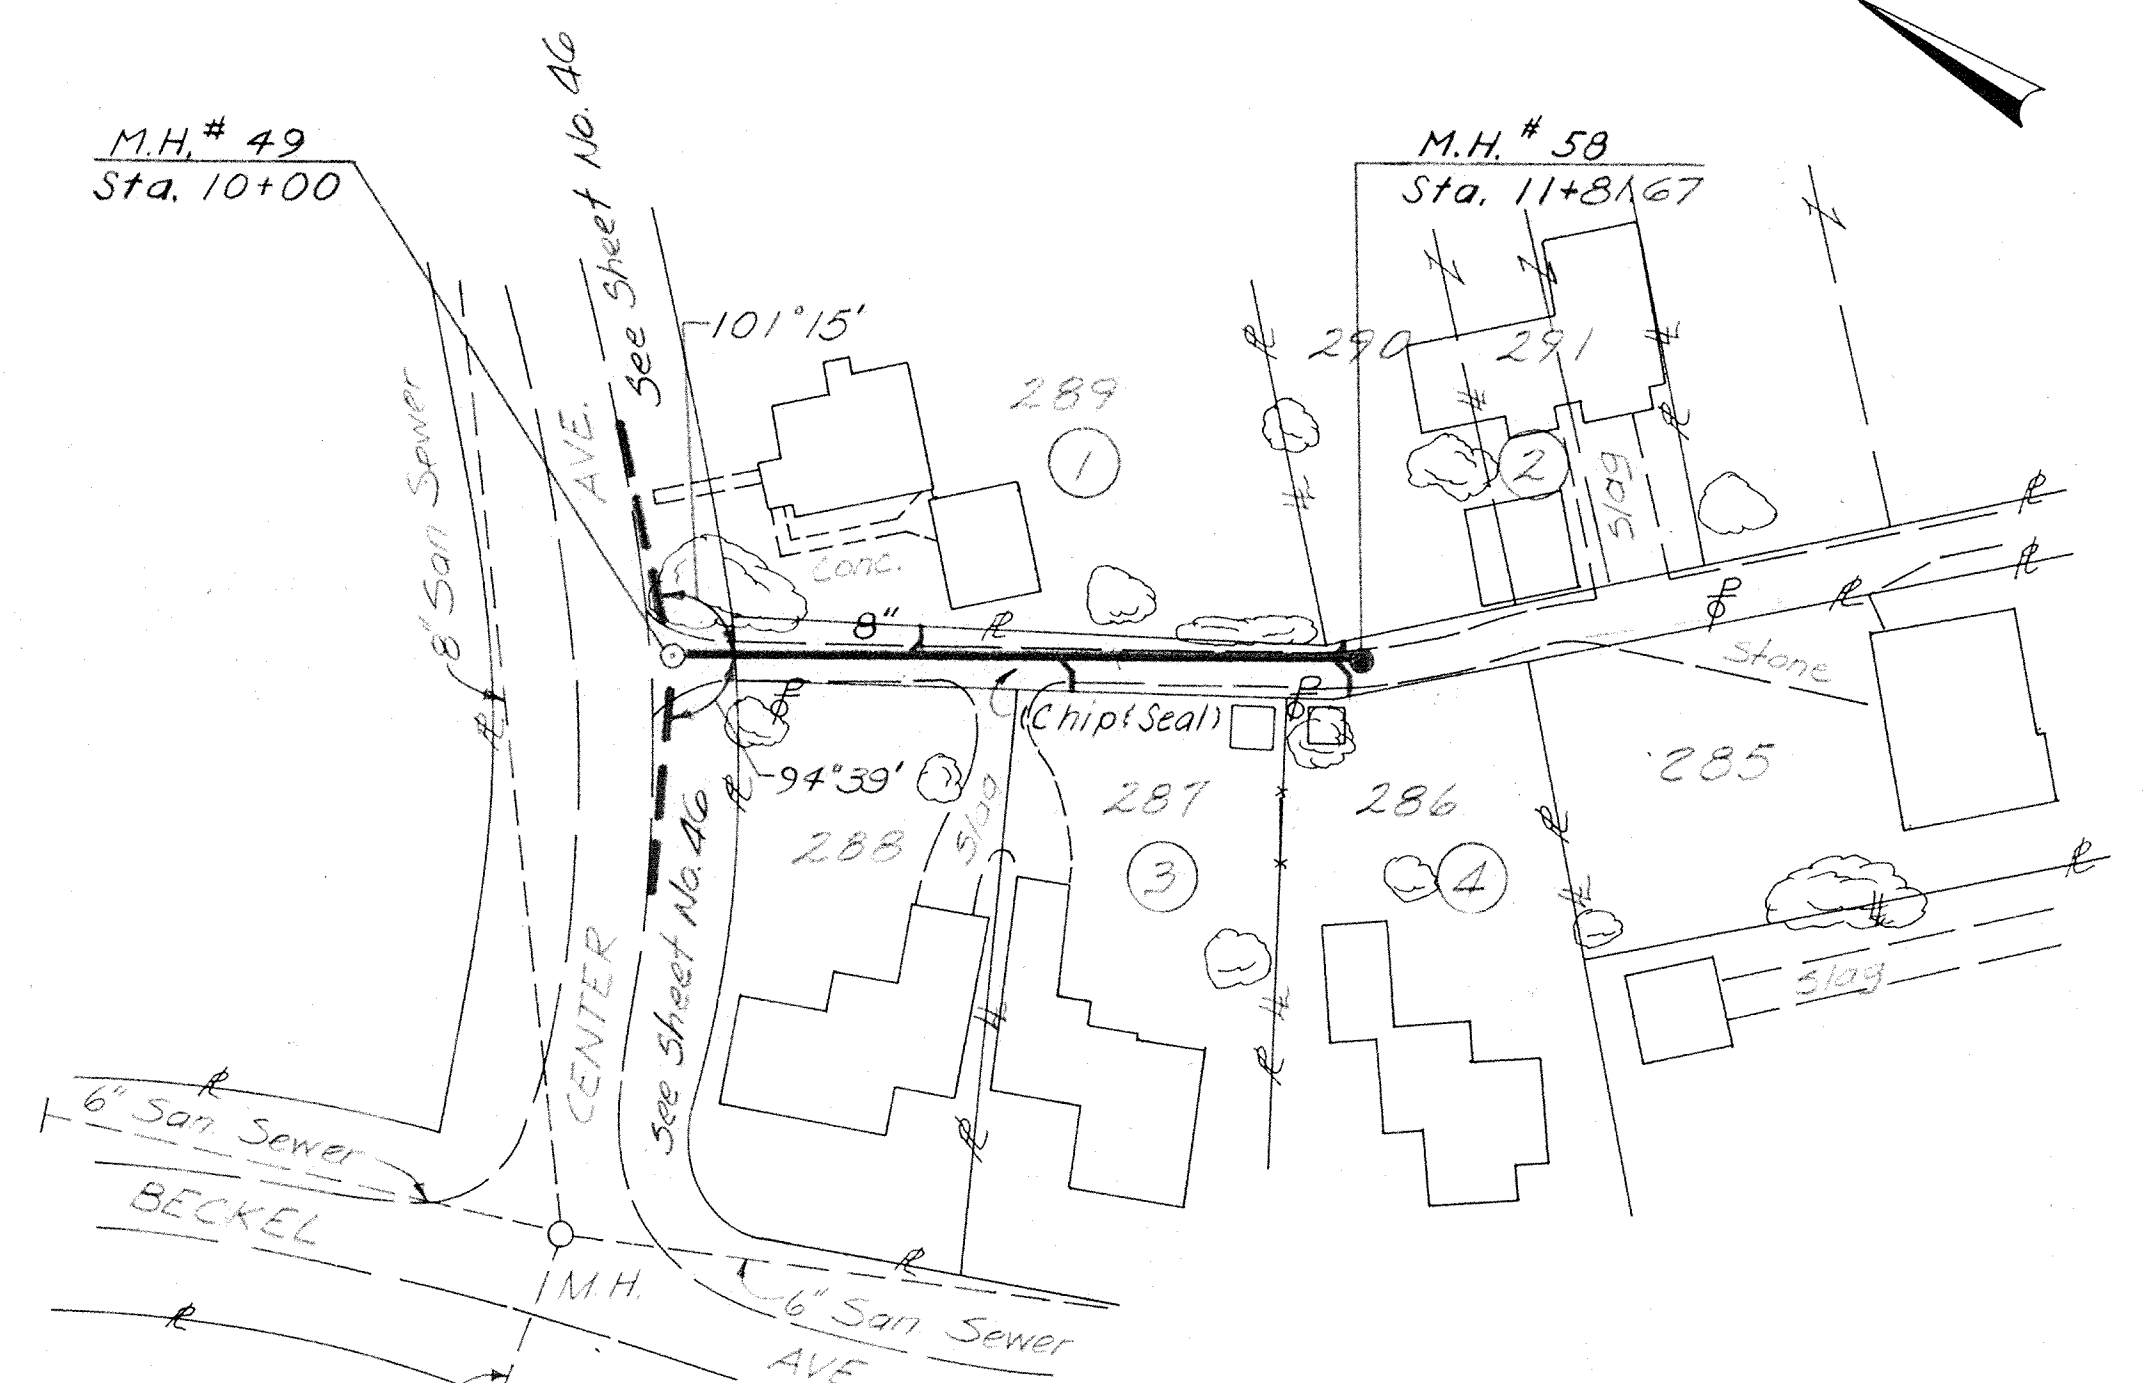 See Sheet No. 46
M.H. # 49
Sta. 10+00
M.H. # 58
Sta. 11+81.67
101°15'
8" San Sewer
AVE.
289
1
290
291
2
Slag
Conc.
8"
Stone
(Chip & Seal)
94°39'
288
Slag
287
3
286
4
285
Slag
CENTER
See Sheet No. 46
6" San. Sewer
BECKEL
M.H.
6" San Sewer
AVE